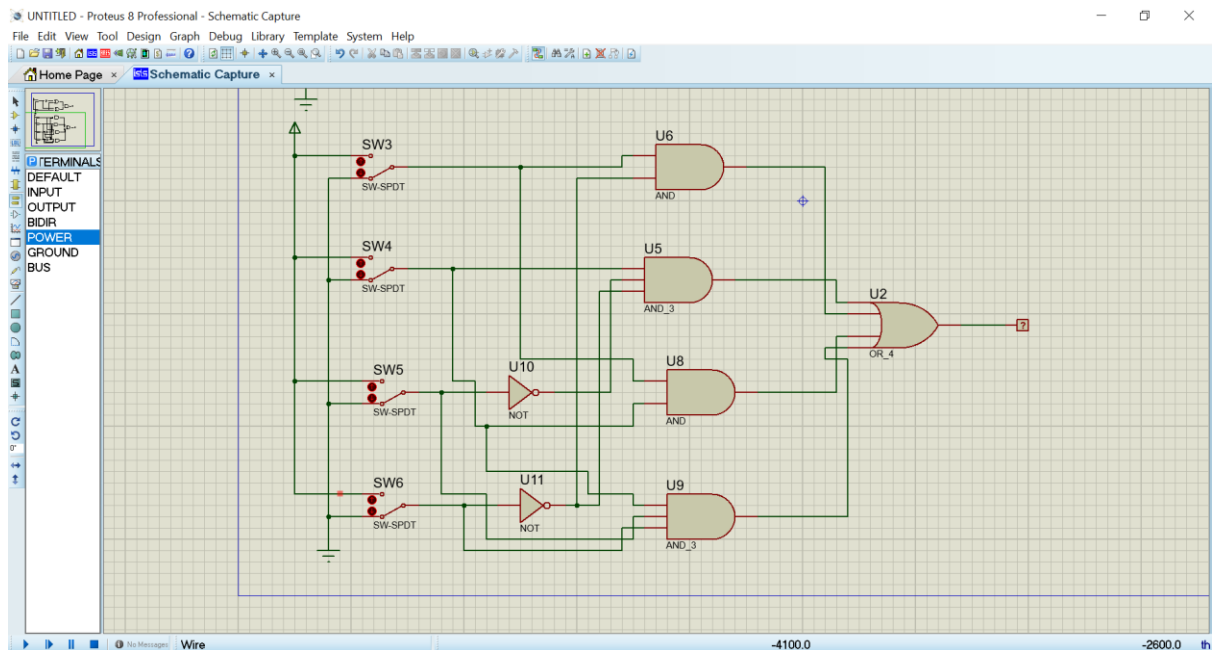 UNTITLED - Proteus 8 Professional - Schematic Capture
File Edit View Tool Design Graph Debug Library Template System Help
Home Page × Schematic Capture ×
P TERMINALS
DEFAULT
INPUT
OUTPUT
BIDIR
POWER
GROUND
BUS
A
0°
SW3
SW-SPDT
U6
AND
SW4
SW-SPDT
U5
AND_3
U2
OR_4
?
SW5
SW-SPDT
U10
NOT
U8
AND
SW6
SW-SPDT
U11
NOT
U9
AND_3
No Messages Wire -4100.0 -2600.0 th